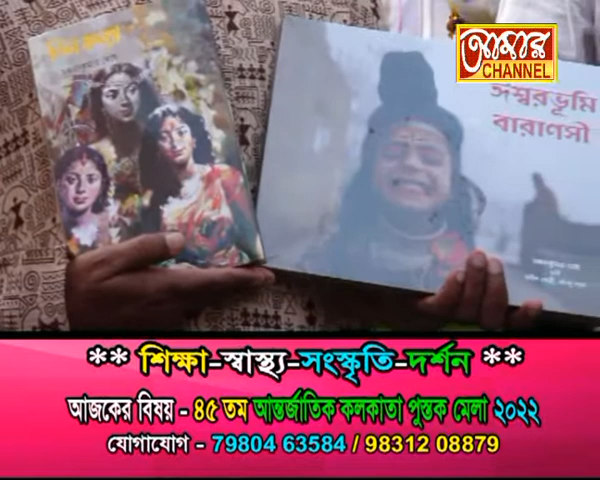 আমার
CHANNEL
ঈশ্বরভূমি
বারাণসী
** শিক্ষা-স্বাস্থ্য-সংস্কৃতি-দর্শন **
আজকের বিষয় - ৪৫ তম আন্তর্জাতিক কলকাতা পুস্তক মেলা ২০২২
যোগাযোগ - 79804 63584 / 98312 08879